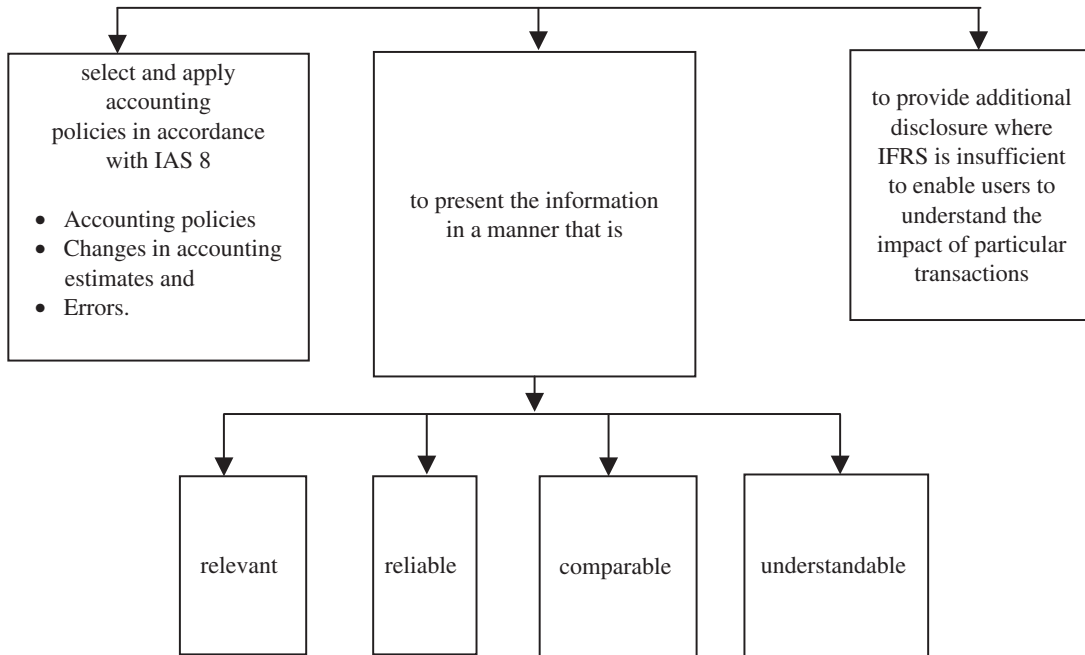 select and apply
accounting
policies in accordance
with IAS 8
• Accounting policies
• Changes in accounting
estimates and
• Errors.
to present the information
in a manner that is
to provide additional
disclosure where
IFRS is insufficient
to enable users to
understand the
impact of particular
transactions
relevant
reliable
comparable
understandable